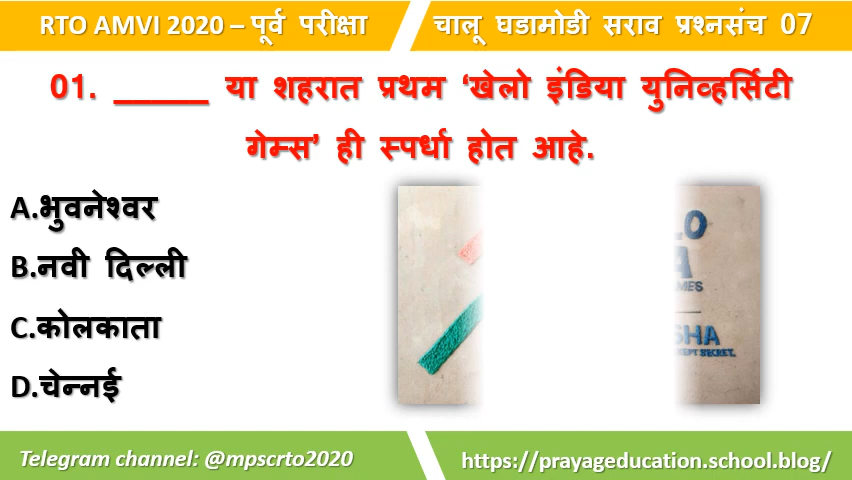 RTO AMVI 2020 – पूर्व परीक्षा
चालू घडामोडी सराव प्रश्नसंच 07
01. ______ या शहरात प्रथम ‘खेलो इंडिया युनिव्हर्सिटी
गेम्स’ ही स्पर्धा होत आहे.
A.भुवनेश्वर
B.नवी दिल्ली
C.कोलकाता
D.चेन्नई
Telegram channel: @mpscrto2020
https://prayageducation.school.blog/